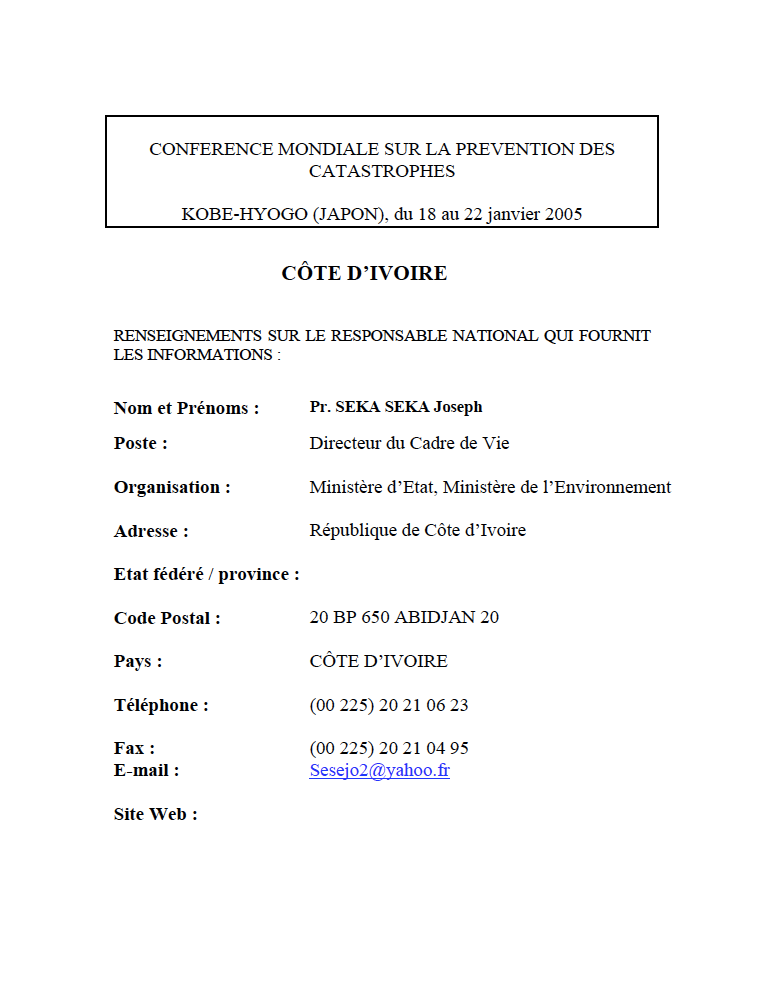 CONFERENCE MONDIALE SUR LA PREVENTION DES
CATASTROPHES
KOBE-HYOGO (JAPON), du 18 au 22 janvier 2005
CÔTE D’IVOIRE
RENSEIGNEMENTS SUR LE RESPONSABLE NATIONAL QUI FOURNIT
LES INFORMATIONS :
Nom et Prénoms : Pr. SEKA SEKA Joseph
Poste : Directeur du Cadre de Vie
Organisation : Ministère d’Etat, Ministère de l’Environnement
Adresse : République de Côte d’Ivoire
Etat fédéré / province :
Code Postal : 20 BP 650 ABIDJAN 20
Pays : CÔTE D’IVOIRE
Téléphone : (00 225) 20 21 06 23
Fax : (00 225) 20 21 04 95
E-mail : Sesejo2@yahoo.fr
Site Web :